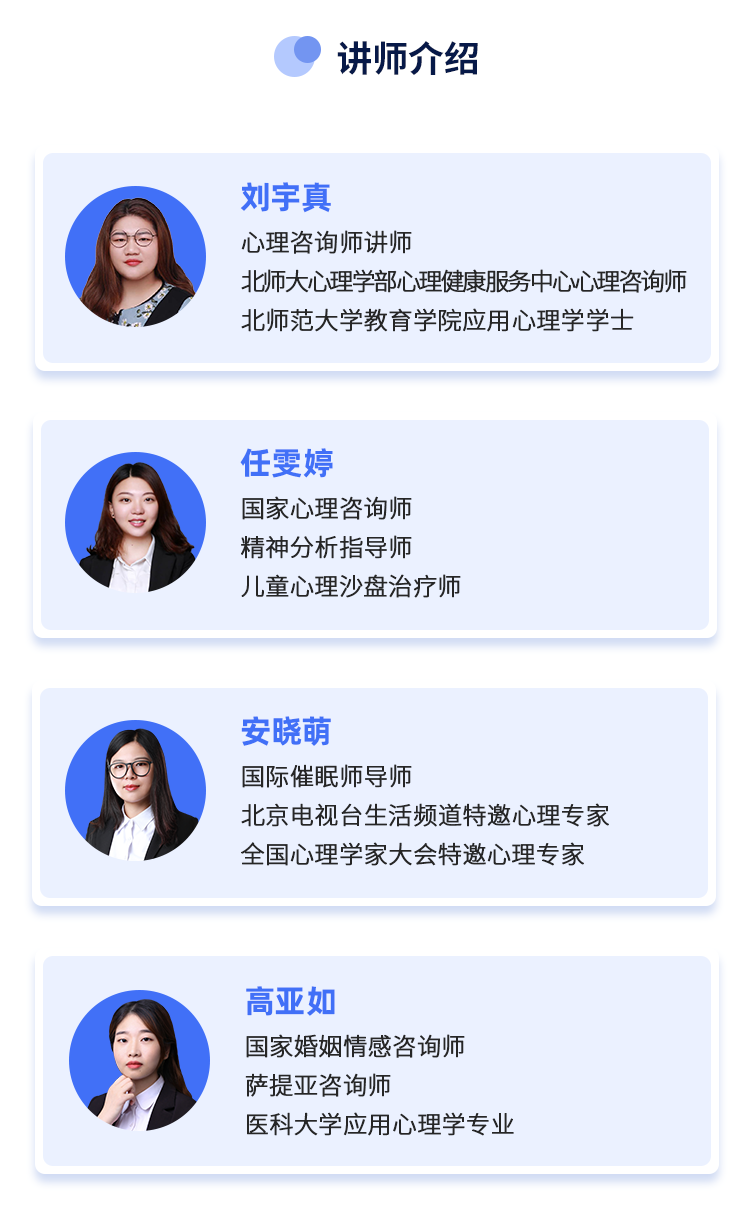 讲师介绍
刘宇真
心理咨询师讲师
北师大心理学部心理健康服务中心心理咨询师
北师范大学教育学院应用心理学学士
任雯婷
国家心理咨询师
精神分析指导师
儿童心理沙盘治疗师
安晓萌
国际催眠师导师
北京电视台生活频道特邀心理专家
全国心理学家大会特邀心理专家
高亚如
国家婚姻情感咨询师
萨提亚咨询师
医科大学应用心理学专业